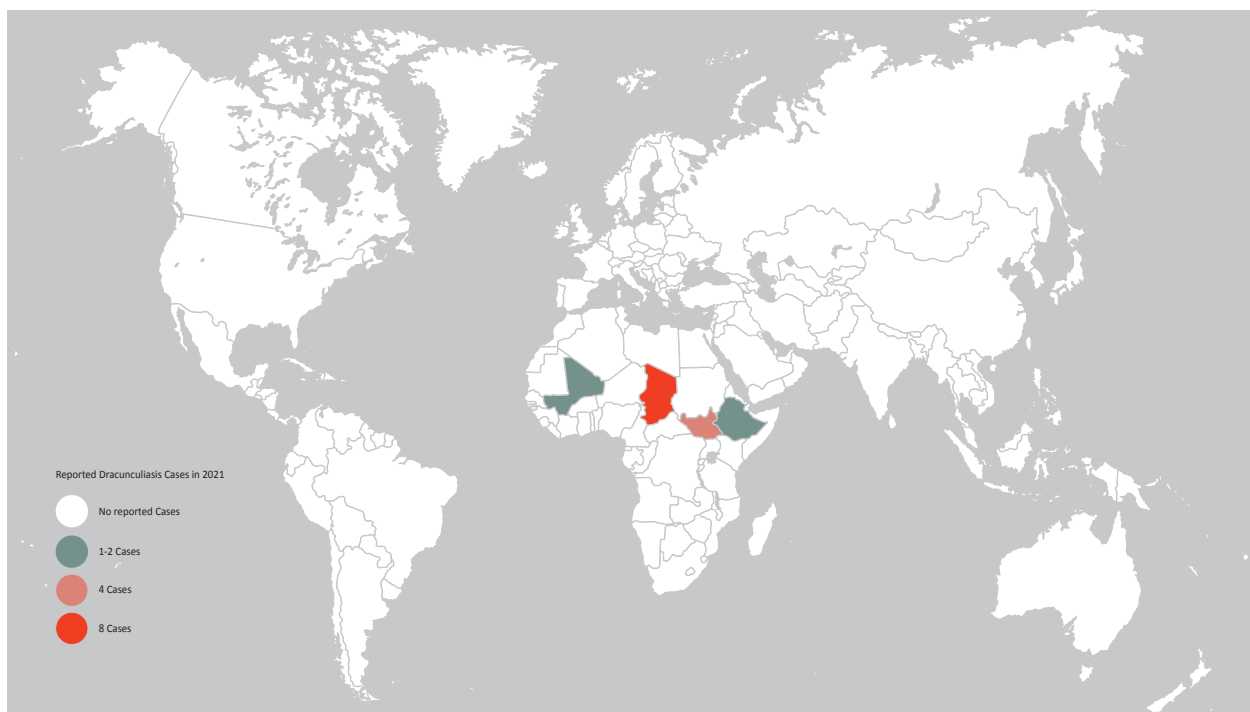 Reported Dracunculiasis Cases in 2021
No reported Cases
1-2 Cases
4 Cases
8 Cases